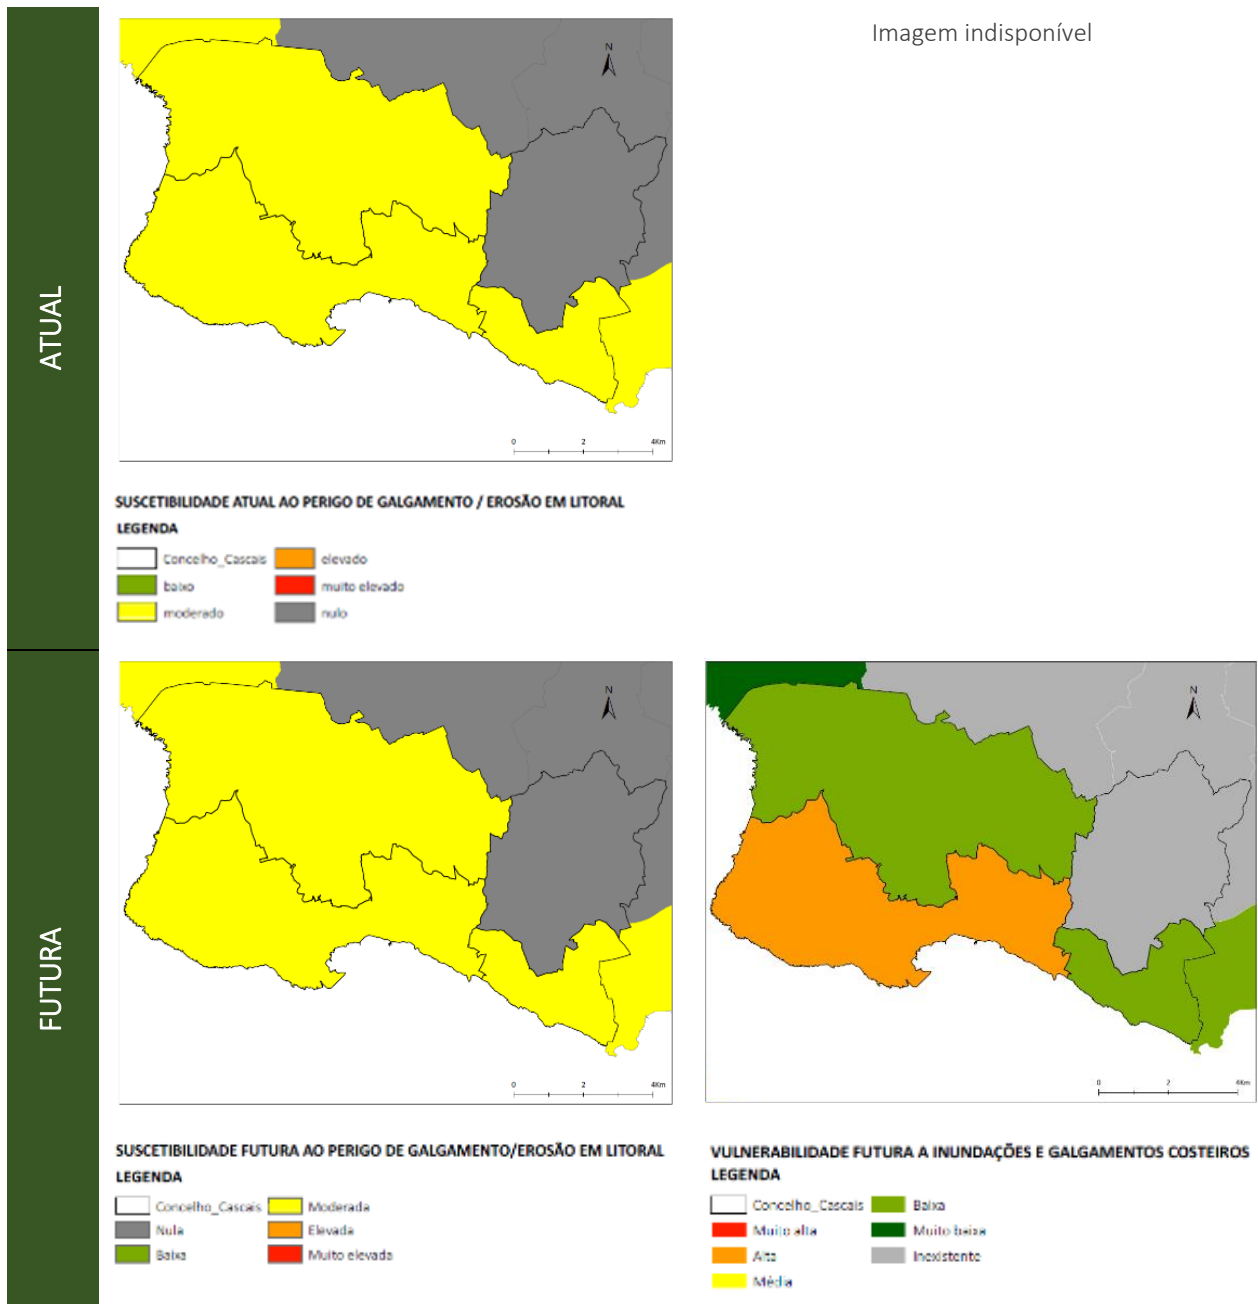 ATUAL
Imagem indisponível
N
0 2 4Km
SUSCETIBILIDADE ATUAL AO PERIGO DE GALGAMENTO / EROSÃO EM LITORAL
LEGENDA
Concelho_Cascais elevado
baixo muito elevado
moderado nulo
FUTURA
N
0 2 4Km
SUSCETIBILIDADE FUTURA AO PERIGO DE GALGAMENTO/EROSÃO EM LITORAL
LEGENDA
Concelho_Cascais Moderada
Nula Elevada
Baixa Muito elevada
N
0 2 4Km
VULNERABILIDADE FUTURA A INUNDAÇÕES E GALGAMENTOS COSTEIROS
LEGENDA
Concelho_Cascais Baixa
Muito alta Muito baixa
Alta Inexistente
Média